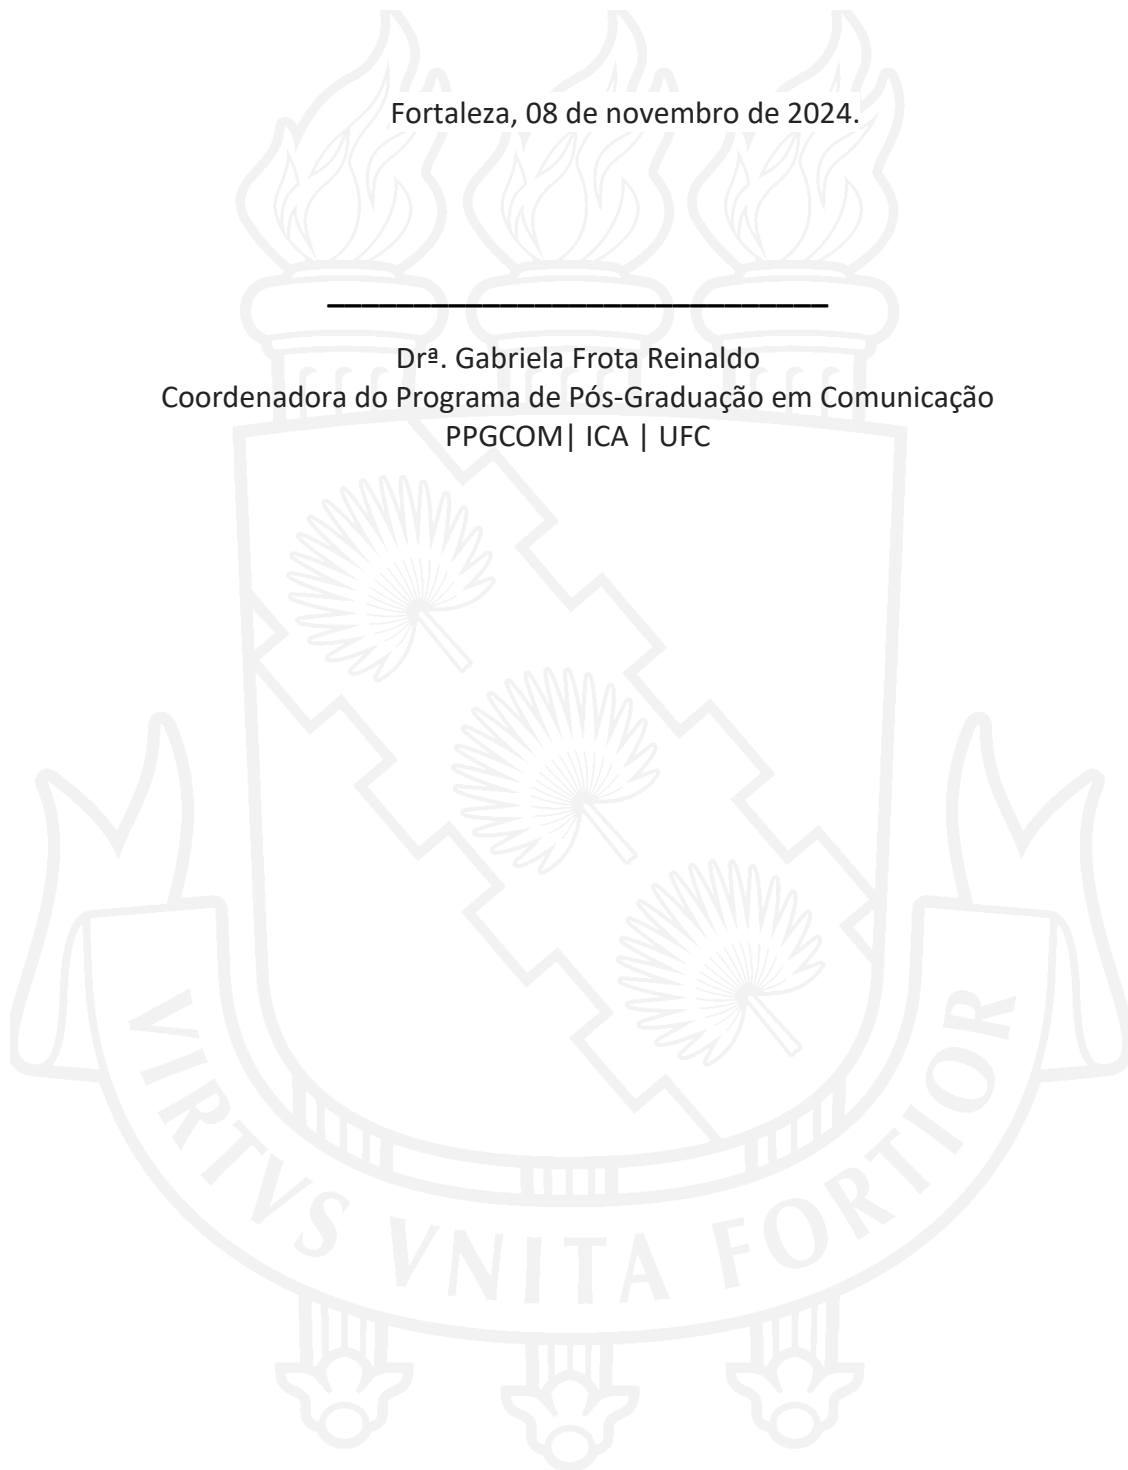 Fortaleza, 08 de novembro de 2024.
_____________________________
Drª. Gabriela Frota Reinaldo
Coordenadora do Programa de Pós-Graduação em Comunicação
PPGCOM| ICA | UFC
VIRTVS VNITA FORTIOR